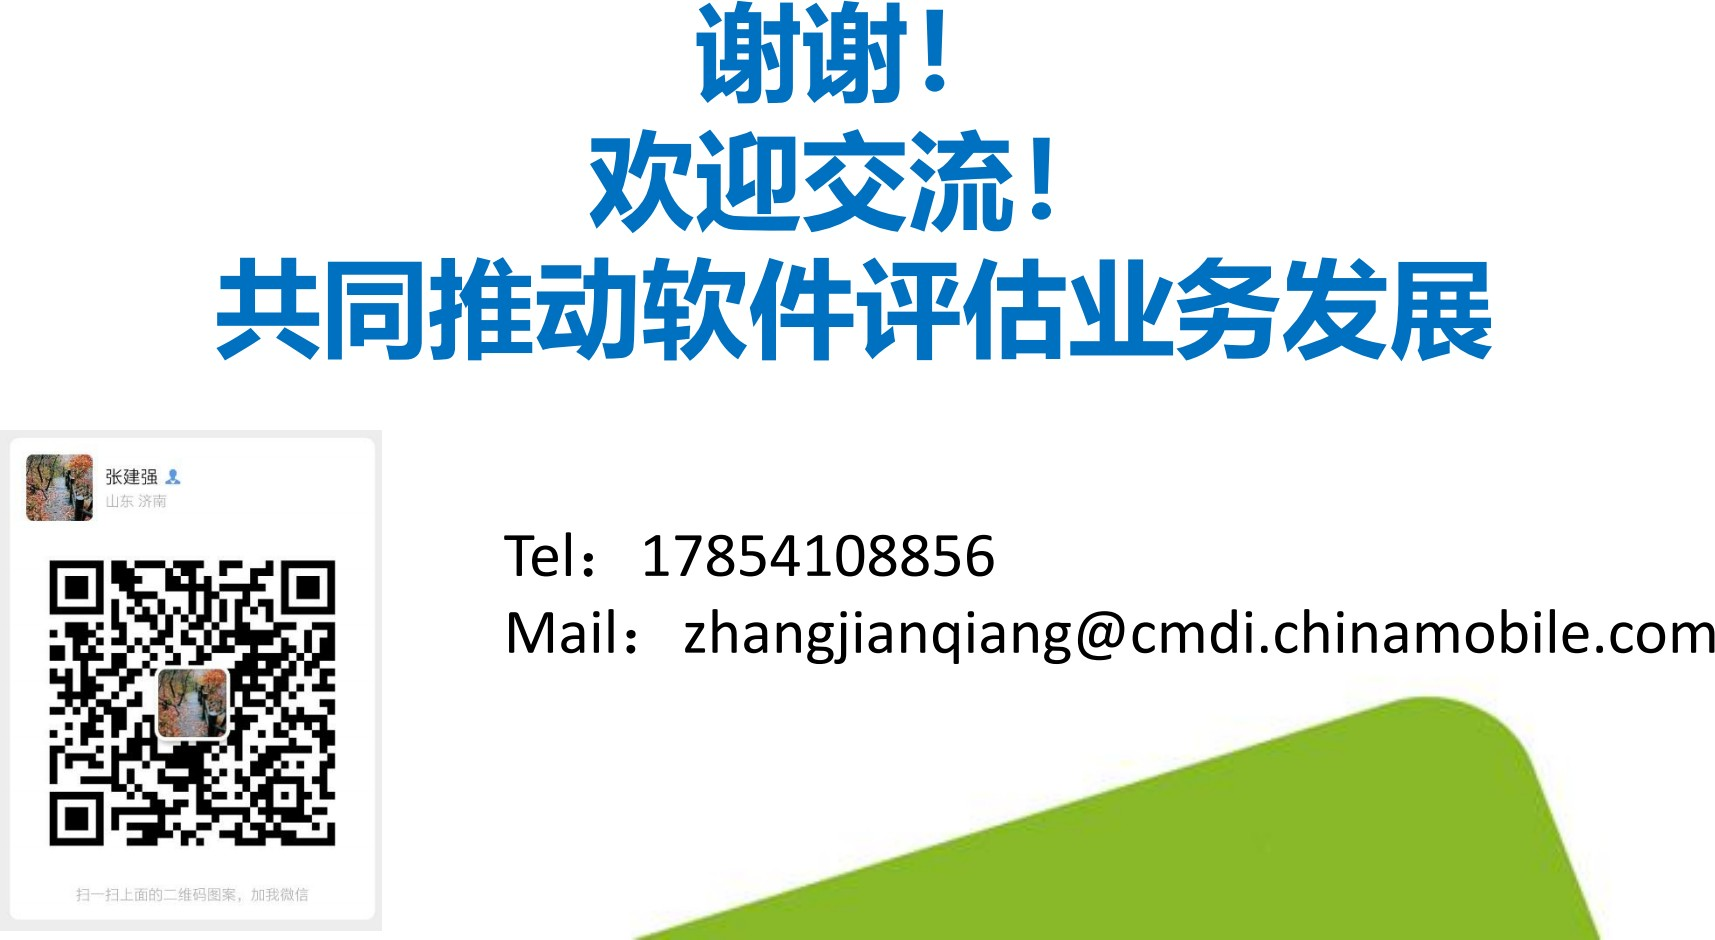 谢谢！
欢迎交流！
共同推动软件评估业务发展
张建强
山东 济南
Tel： 17854108856
Mail： zhangjianqiang@cmdi.chinamobile.com
扫一扫上面的二维码图案，加我微信